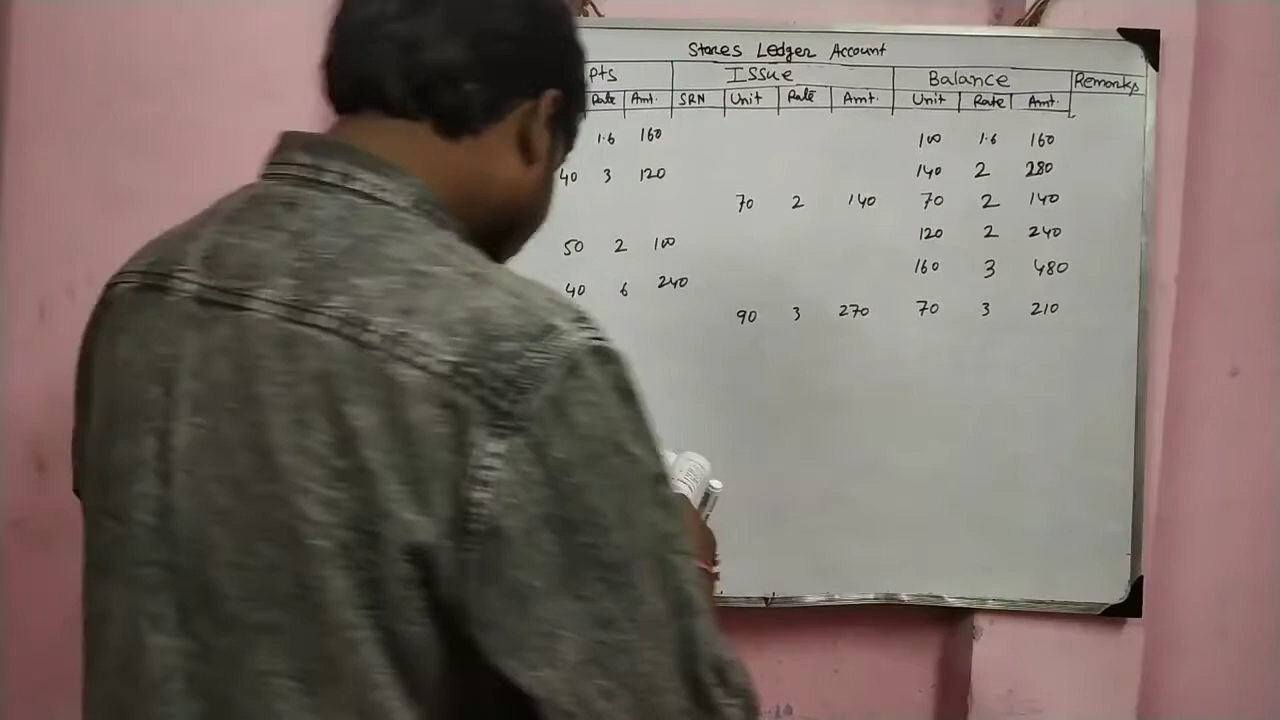 Stores Ledger Account
pts Issue Balance Remarks
Rate Amt. SRN Unit Rate Amt. Unit Rate Amt.
1.6 160 100 1.6 160
40 3 120 140 2 280
70 2 140 70 2 140
50 2 100 120 2 240
40 6 240 160 3 480
90 3 270 70 3 210